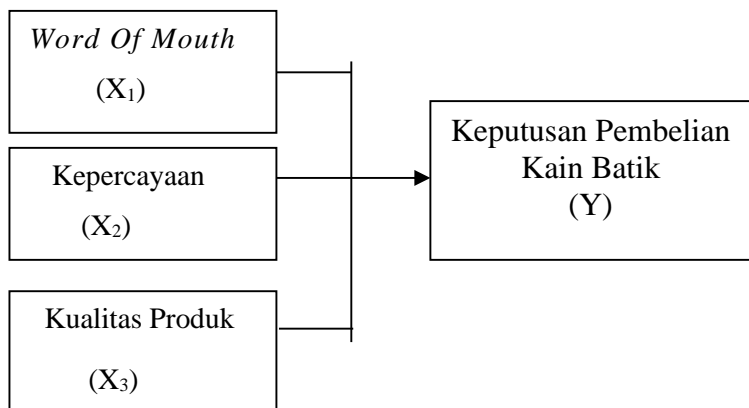 Word Of Mouth
(X₁)
Kepercayaan
(X₂)
Kualitas Produk
(X₃)
Keputusan Pembelian
Kain Batik
(Y)